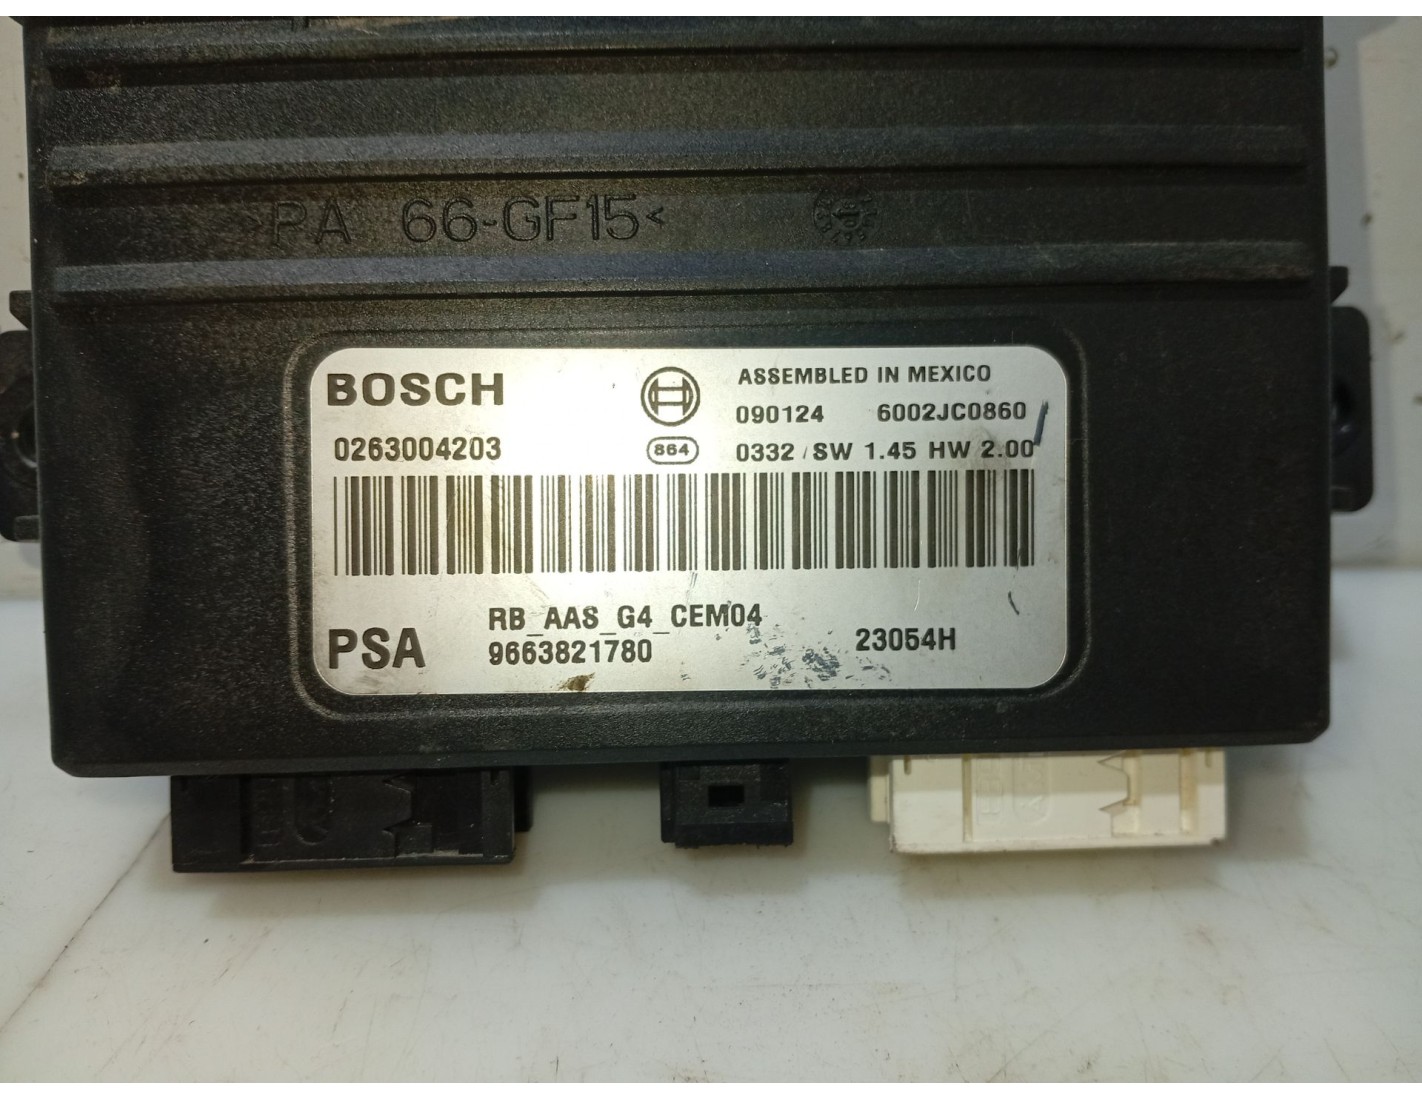 >PA 66-GF15<
BOSCH
ASSEMBLED IN MEXICO
090124 6002JC0860
0263004203
864
0332 / SW 1.45 HW 2.00
RB_AAS_G4_CEM04
PSA
9663821780
23054H